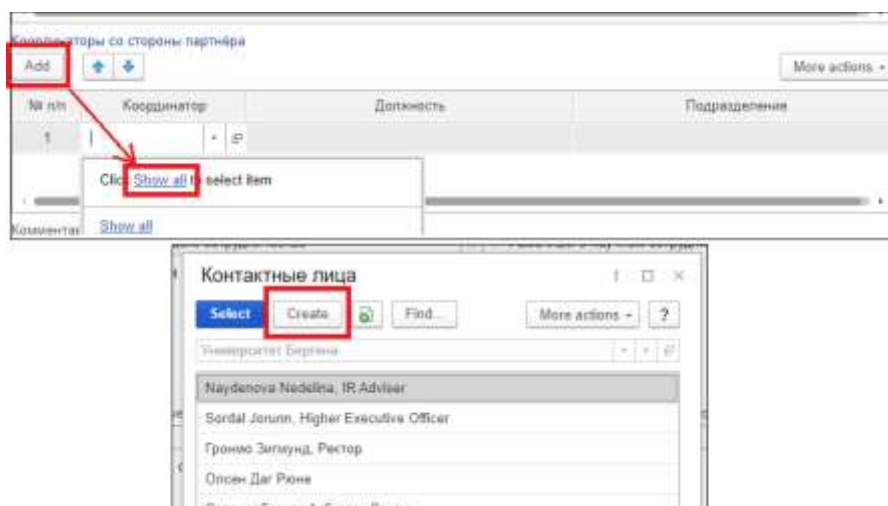 Координаторы со стороны партнёра
Add
More actions
№ п/п Координатор Должность Подразделение
1
Click Show all to select item
Show all
Контактные лица
Select Create Find... More actions ?
Университет Бергена
Naydenova Nedelina, IR Adviser
Sordal Jorunn, Higher Executive Officer
Гронмо Зигмунд, Ректор
Олсен Даг Рюне